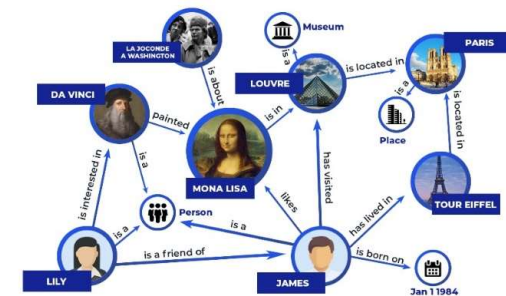 Museum
LA JOCONDE
A WASHINGTON
is a
PARIS
is located in
LOUVRE
is about
is a
DA VINCI
painted
is in
Place
is located in
MONA LISA
is a
is interested in
has visited
likes
Person
is a
is a
has lived in
TOUR EIFFEL
is a friend of
is born on
LILY
JAMES
Jan 1 1984